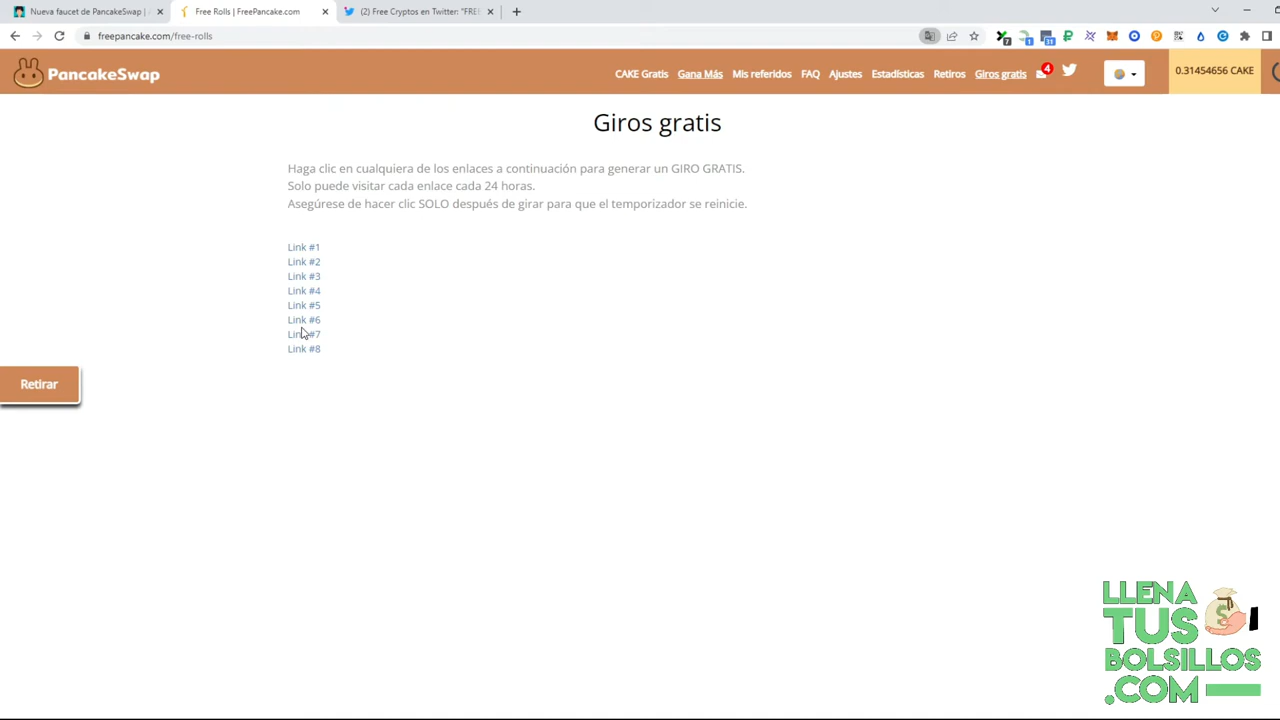 Nueva faucet de PancakeSwap |
Free Rolls | FreePancake.com
(2) Free Cryptos en Twitter: "FREE
freepancake.com/free-rolls
7
1
31
PancakeSwap
CAKE Gratis
Gana Más
Mis referidos
FAQ
Ajustes
Estadísticas
Retiros
Giros gratis
4
0.31454656 CAKE
Giros gratis
Haga clic en cualquiera de los enlaces a continuación para generar un GIRO GRATIS.
Solo puede visitar cada enlace cada 24 horas.
Asegúrese de hacer clic SOLO después de girar para que el temporizador se reinicie.
Link #1
Link #2
Link #3
Link #4
Link #5
Link #6
Link #7
Link #8
Retirar
LLENA
TUS
BOLSILLOS
.COM